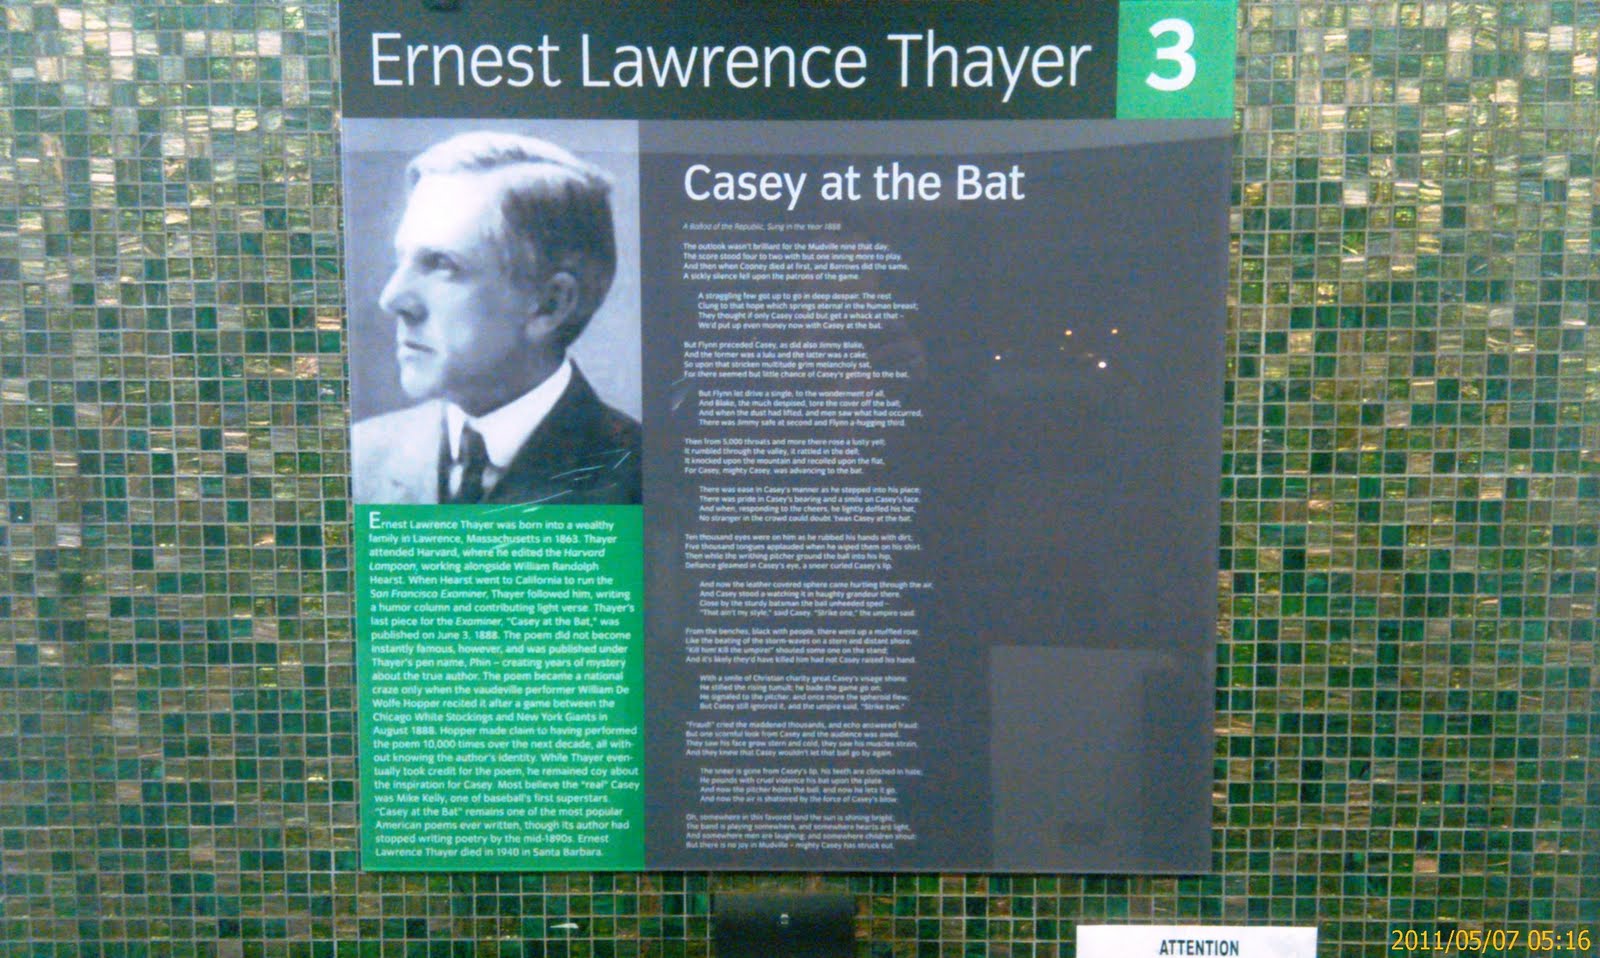 Ernest Lawrence Thayer
3
Ernest Lawrence Thayer was born into a wealthy
family in Lawrence, Massachusetts in 1863. Thayer
attended Harvard, where he edited the Harvard
Lampoon, working alongside William Randolph
Hearst. When Hearst went to California to run the
San Francisco Examiner, Thayer followed him, writing
a humor column and contributing light verse. Thayer's
last piece for the Examiner, "Casey at the Bat," was
published on June 3, 1888. The poem did not become
instantly famous, however, and was published under
Thayer's pen name, Phin – creating years of mystery
about the true author. The poem became a national
craze only when the vaudeville performer William De
Wolfe Hopper recited it after a game between the
Chicago White Stockings and New York Giants in
August 1888. Hopper made claim to having performed
the poem 10,000 times over the next decade, all with-
out knowing the author's identity. While Thayer even-
tually took credit for the poem, he remained coy about
the inspiration for Casey. Most believe the "real" Casey
was Mike Kelly, one of baseball's first superstars.
"Casey at the Bat" remains one of the most popular
American poems ever written, though its author had
stopped writing poetry by the mid-1890s. Ernest
Lawrence Thayer died in 1940 in Santa Barbara.
Casey at the Bat
A Ballad of the Republic, Sung in the Year 1888
The outlook wasn't brilliant for the Mudville nine that day;
The score stood four to two with but one inning more to play.
And then when Cooney died at first, and Barrows did the same,
A sickly silence fell upon the patrons of the game.
A straggling few got up to go in deep despair. The rest
Clung to that hope which springs eternal in the human breast;
They thought if only Casey could but get a whack at that –
We'd put up even money now with Casey at the bat.
But Flynn preceded Casey, as did also Jimmy Blake,
And the former was a lulu and the latter was a cake;
So upon that stricken multitude grim melancholy sat,
For there seemed but little chance of Casey's getting to the bat.
But Flynn let drive a single, to the wonderment of all,
And Blake, the much despised, tore the cover off the ball;
And when the dust had lifted, and men saw what had occurred,
There was Jimmy safe at second and Flynn a-hugging third.
Then from 5,000 throats and more there rose a lusty yell;
It rumbled through the valley, it rattled in the dell;
It knocked upon the mountain and recoiled upon the flat,
For Casey, mighty Casey, was advancing to the bat.
There was ease in Casey's manner as he stepped into his place;
There was pride in Casey's bearing and a smile on Casey's face.
And when, responding to the cheers, he lightly doffed his hat,
No stranger in the crowd could doubt 'twas Casey at the bat.
Ten thousand eyes were on him as he rubbed his hands with dirt;
Five thousand tongues applauded when he wiped them on his shirt.
Then while the writhing pitcher ground the ball into his hip,
Defiance gleamed in Casey's eye, a sneer curled Casey's lip.
And now the leather covered sphere came hurtling through the air,
And Casey stood a watching it in haughty grandeur there.
Close by the sturdy batsman the ball unheeded sped –
"That ain't my style," said Casey. "Strike one," the umpire said.
From the benches, black with people, there went up a muffled roar,
Like the beating of the storm-waves on a stern and distant shore.
"Kill him! Kill the umpire!" shouted some one on the stand;
And it's likely they'd have killed him had not Casey raised his hand.
With a smile of Christian charity great Casey's visage shone;
He stilled the rising tumult; he bade the game go on;
He signaled to the pitcher, and once more the spheroid flew;
But Casey still ignored it, and the umpire said, "Strike two."
"Fraud!" cried the maddened thousands, and echo answered fraud;
But one scornful look from Casey and the audience was awed.
They saw his face grow stern and cold, they saw his muscles strain,
And they knew that Casey wouldn't let that ball go by again.
The sneer is gone from Casey's lip, his teeth are clinched in hate;
He pounds with cruel violence his bat upon the plate.
And now the pitcher holds the ball, and now he lets it go,
And now the air is shattered by the force of Casey's blow.
Oh, somewhere in this favored land the sun is shining bright;
The band is playing somewhere, and somewhere hearts are light,
And somewhere men are laughing, and somewhere children shout;
But there is no joy in Mudville – mighty Casey has struck out.
ATTENTION
2011/05/07 05:16